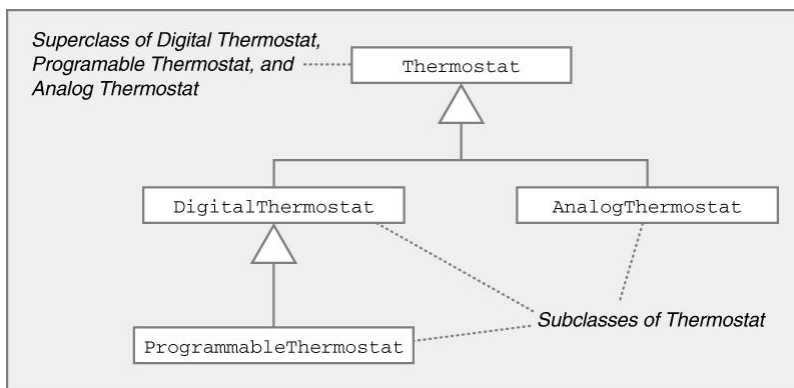 Superclass of Digital Thermostat,
Programable Thermostat, and
Analog Thermostat
Thermostat
DigitalThermostat
AnalogThermostat
Subclasses of Thermostat
ProgrammableThermostat